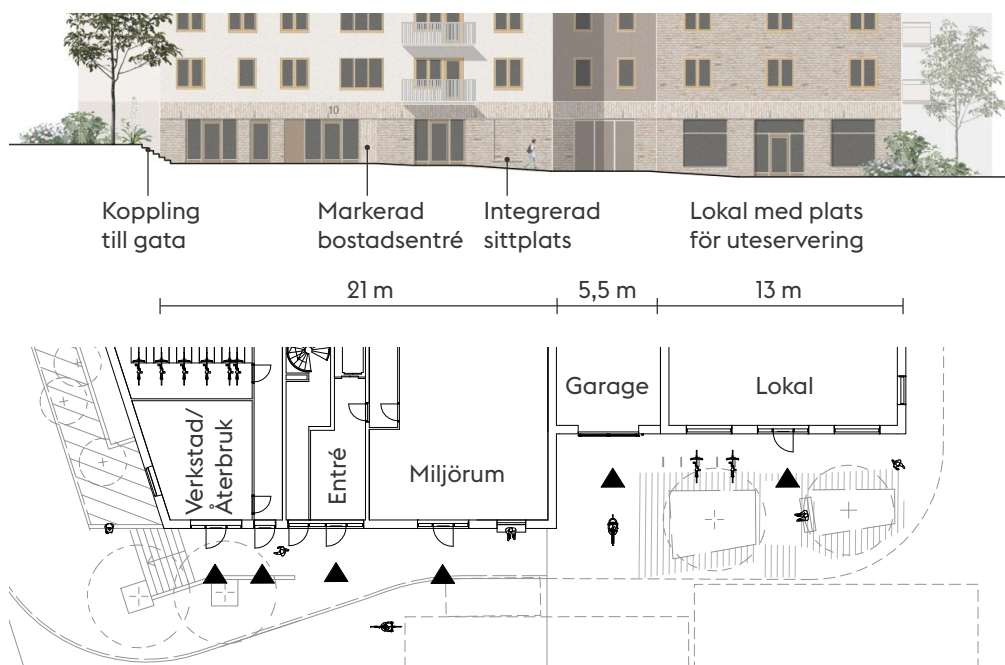 10
Koppling
till gata
Markerad
bostadsentré
Integrerad
sittplats
Lokal med plats
för uteservering
21 m
5,5 m
13 m
Verkstad/
Återbruk
Entré
Miljörum
Garage
Lokal